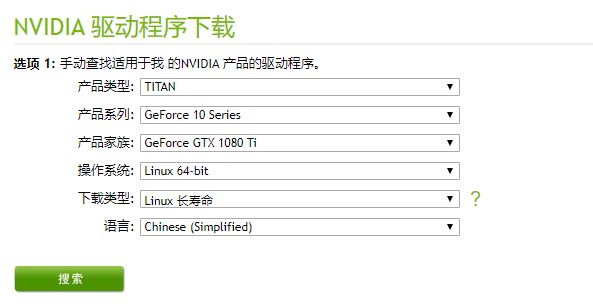 NVIDIA 驱动程序下载
选项 1: 手动查找适用于我 的NVIDIA 产品的驱动程序。
产品类型: TITAN
产品系列: GeForce 10 Series
产品家族: GeForce GTX 1080 Ti
操作系统: Linux 64-bit
下载类型: Linux 长寿命 ?
语言: Chinese (Simplified)
搜索